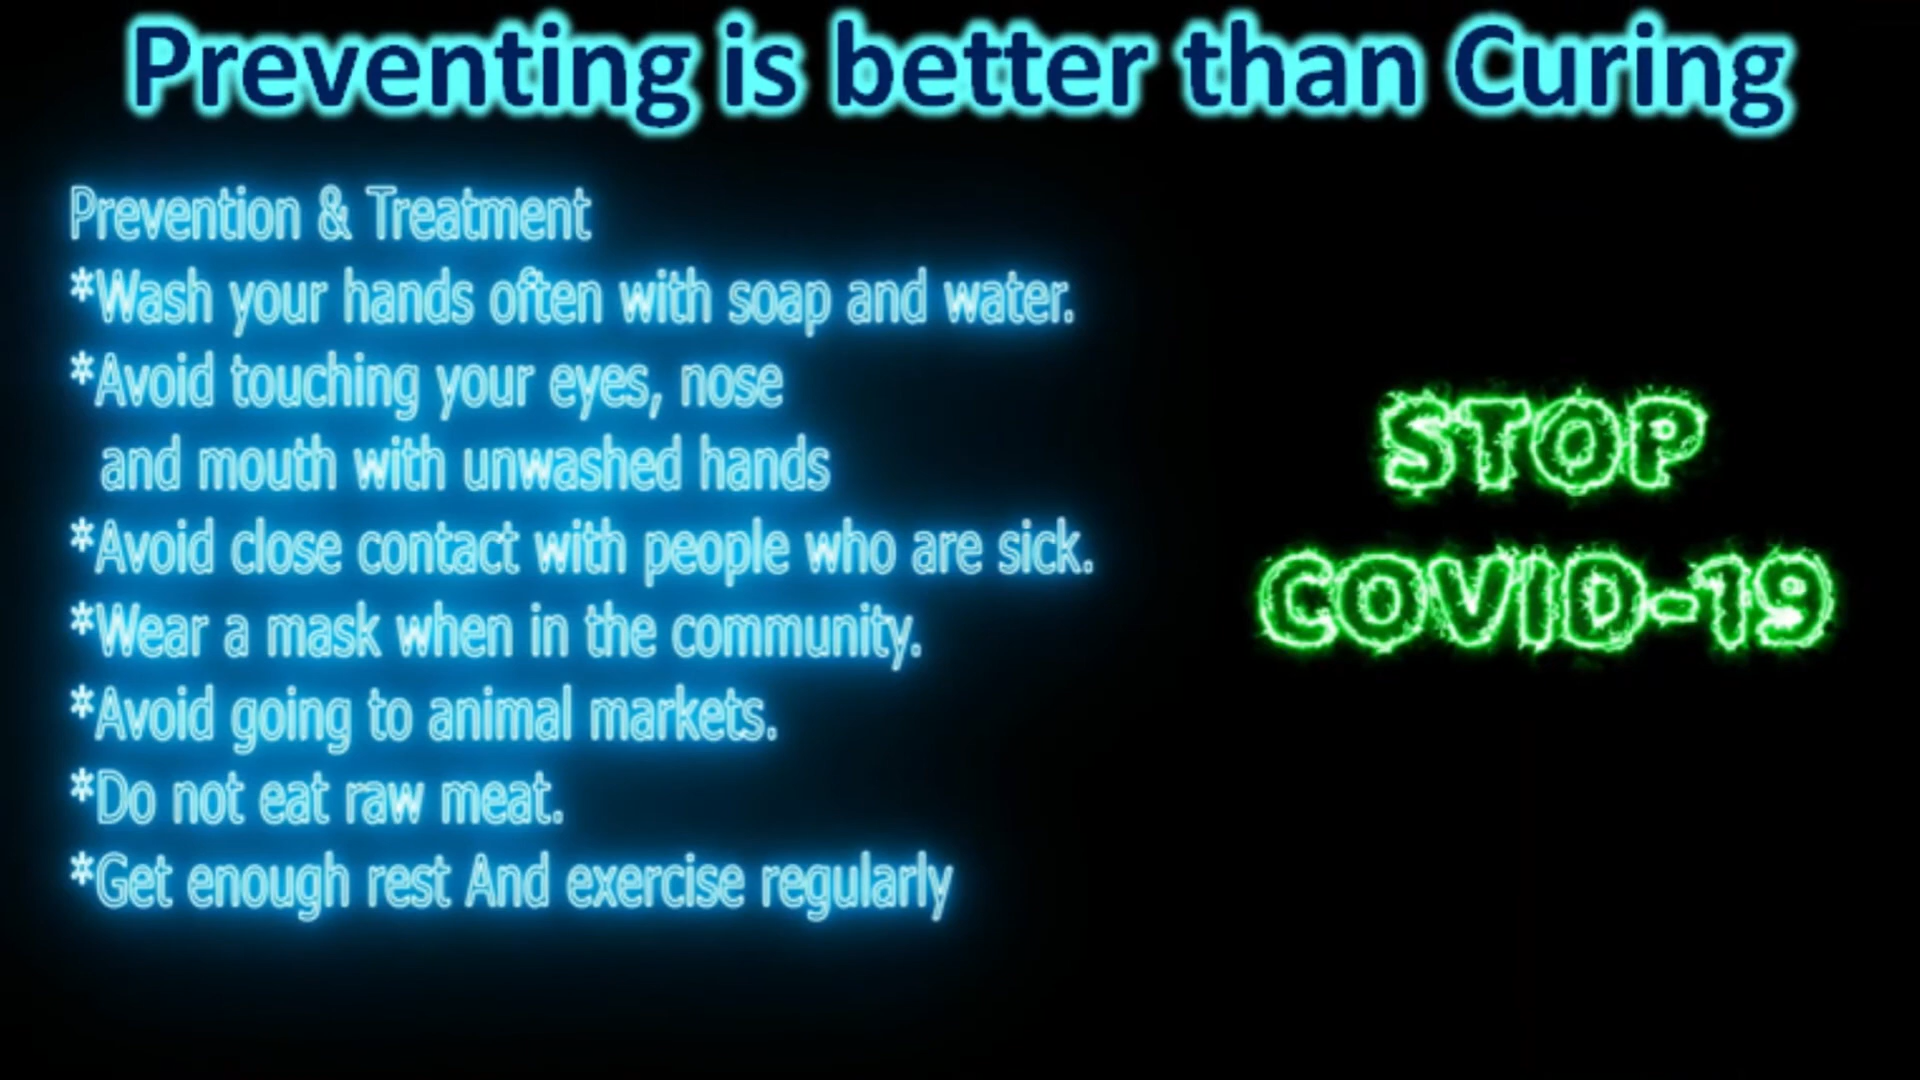 Preventing is better than Curing
Prevention & Treatment
*Wash your hands often with soap and water.
*Avoid touching your eyes, nose
and mouth with unwashed hands
*Avoid close contact with people who are sick.
*Wear a mask when in the community.
*Avoid going to animal markets.
*Do not eat raw meat.
*Get enough rest And exercise regularly
STOP
COVID-19